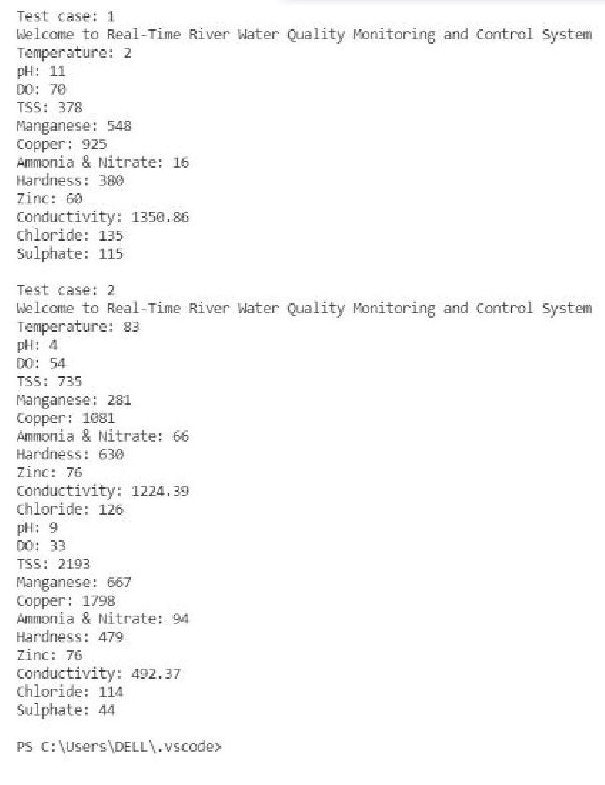 Test case: 1
Welcome to Real-Time River Water Quality Monitoring and Control System
Temperature: 2
pH: 11
DO: 70
TSS: 378
Manganese: 548
Copper: 925
Ammonia & Nitrate: 16
Hardness: 380
Zinc: 60
Conductivity: 1350.86
Chloride: 135
Sulphate: 115
Test case: 2
Welcome to Real-Time River Water Quality Monitoring and Control System
Temperature: 83
pH: 4
DO: 54
TSS: 735
Manganese: 281
Copper: 1081
Ammonia & Nitrate: 66
Hardness: 630
Zinc: 76
Conductivity: 1224.39
Chloride: 126
pH: 9
DO: 33
TSS: 2193
Manganese: 667
Copper: 1798
Ammonia & Nitrate: 94
Hardness: 479
Zinc: 76
Conductivity: 492.37
Chloride: 114
Sulphate: 44
PS C:\Users\DELL\.vscode>